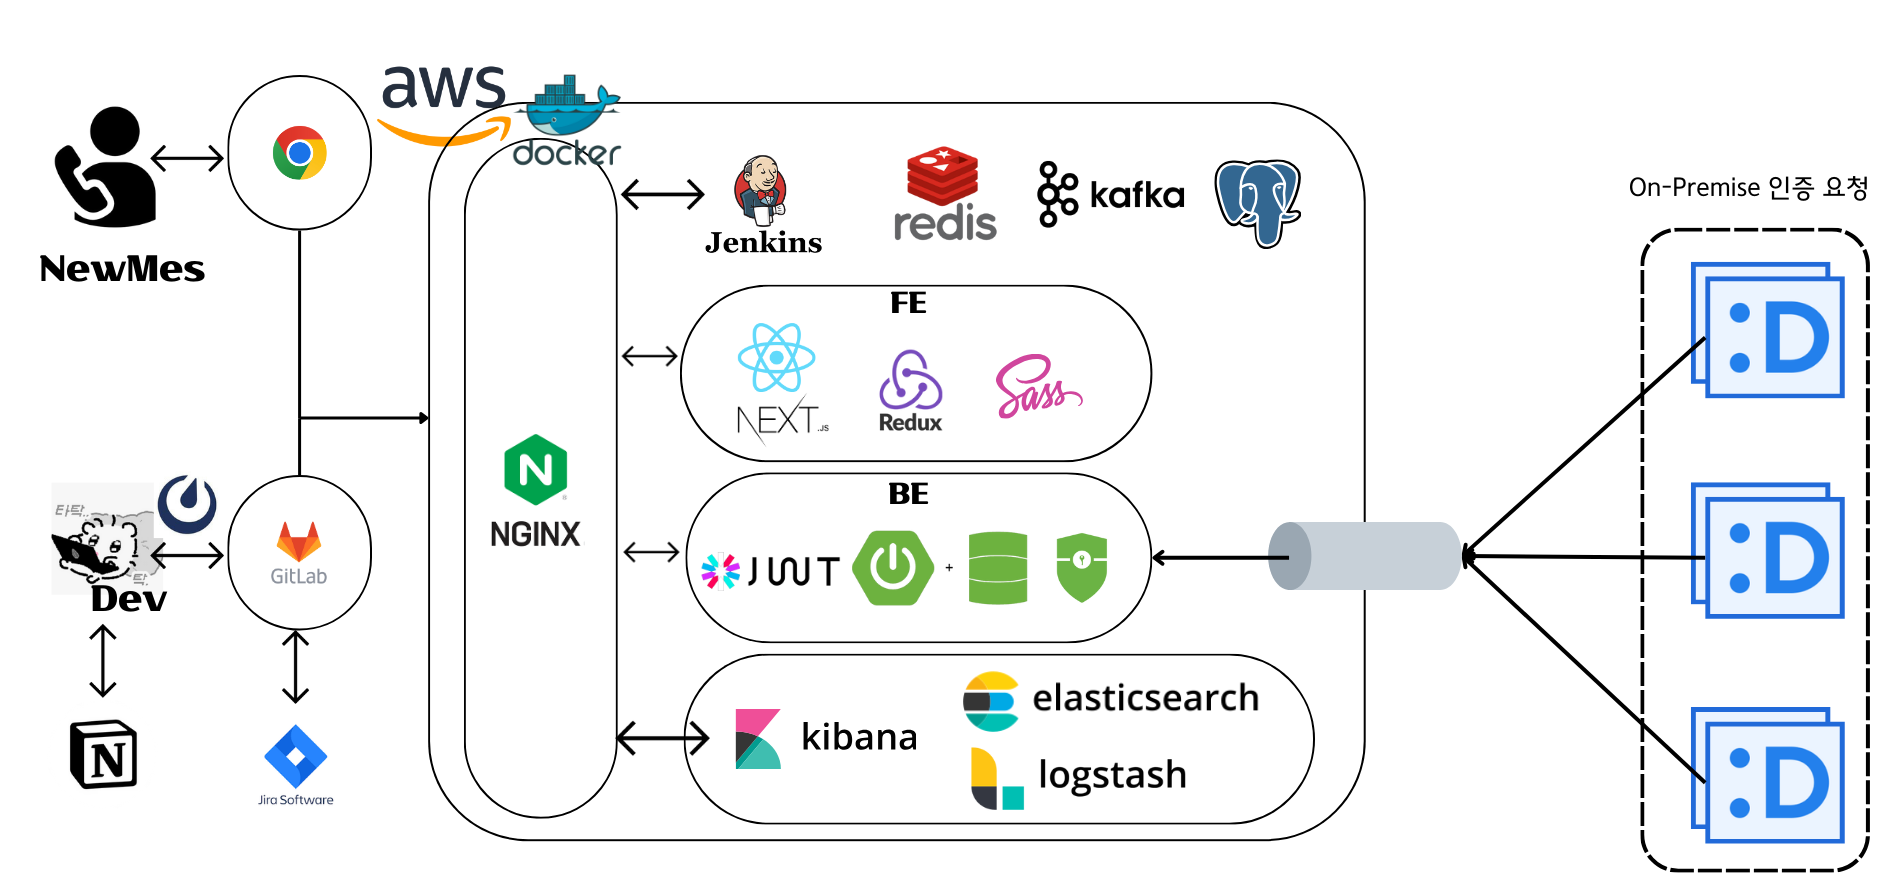 NewMes
aws
docker
Jenkins
redis
kafka
On-Premise 인증 요청
FE
NEXT
.JS
Redux
Sass
N
NGINX
®
타닥..
탁.
Dev
GitLab
N
Jira Software
BE
JWT
+
kibana
elasticsearch
logstash
:D
:D
:D